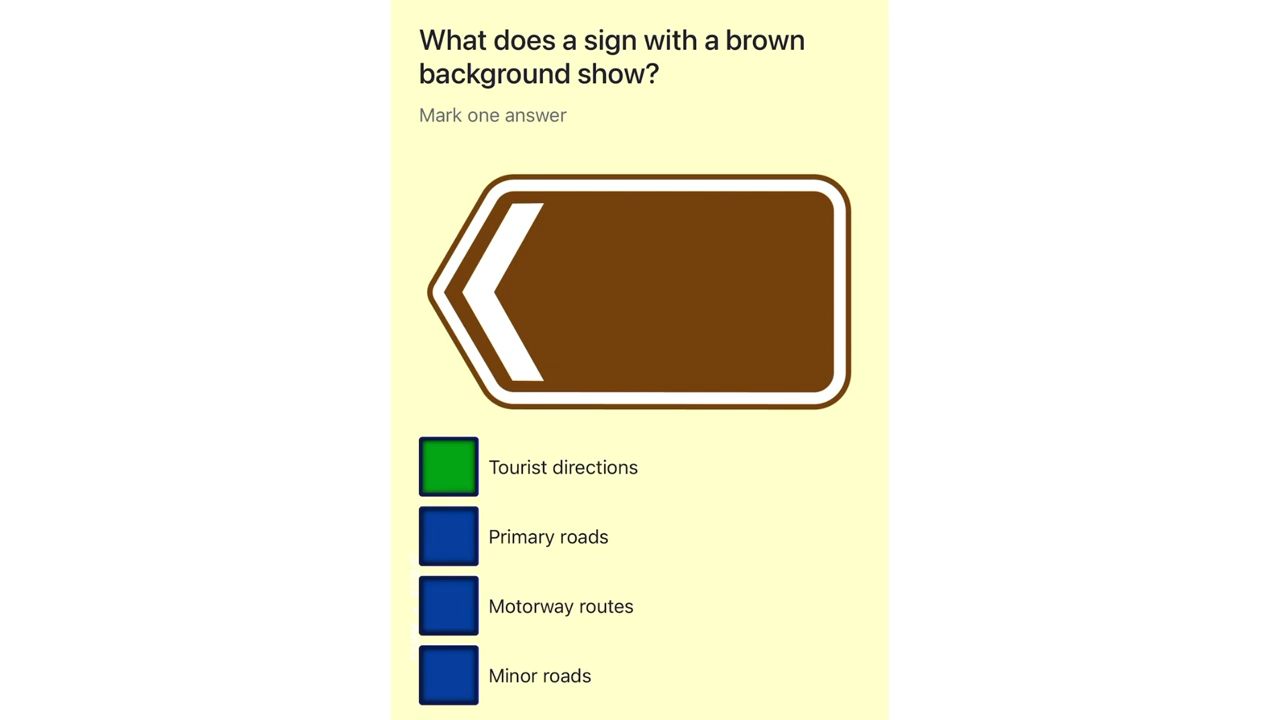 What does a sign with a brown
background show?
Mark one answer
Tourist directions
Primary roads
Motorway routes
Minor roads